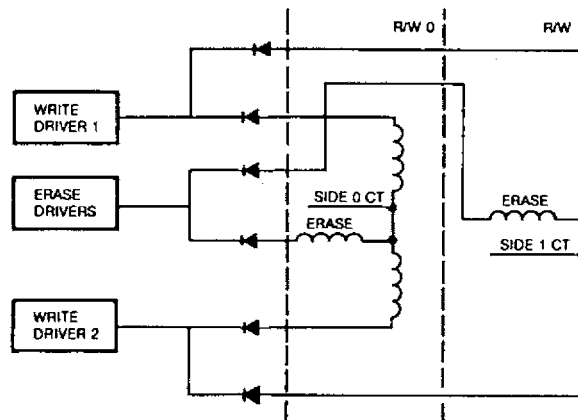 R/W 0
R/W
WRITE
DRIVER 1
ERASE
DRIVERS
SIDE 0 CT
ERASE
ERASE
SIDE 1 CT
WRITE
DRIVER 2